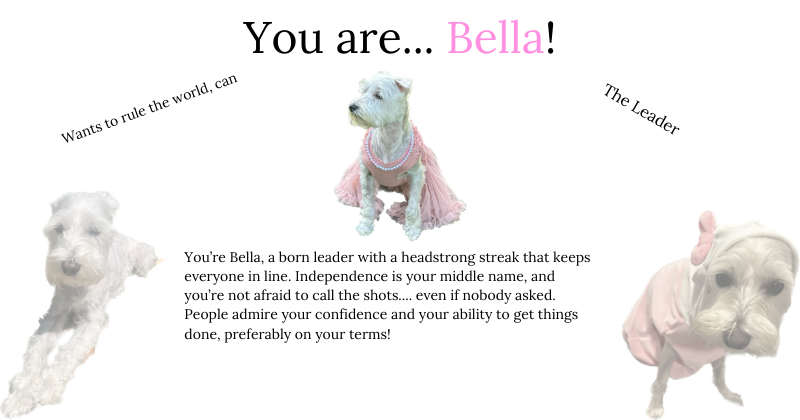 You are... Bella!
Wants to rule the world, can
The Leader
You’re Bella, a born leader with a headstrong streak that keeps
everyone in line. Independence is your middle name, and
you’re not afraid to call the shots.... even if nobody asked.
People admire your confidence and your ability to get things
done, preferably on your terms!